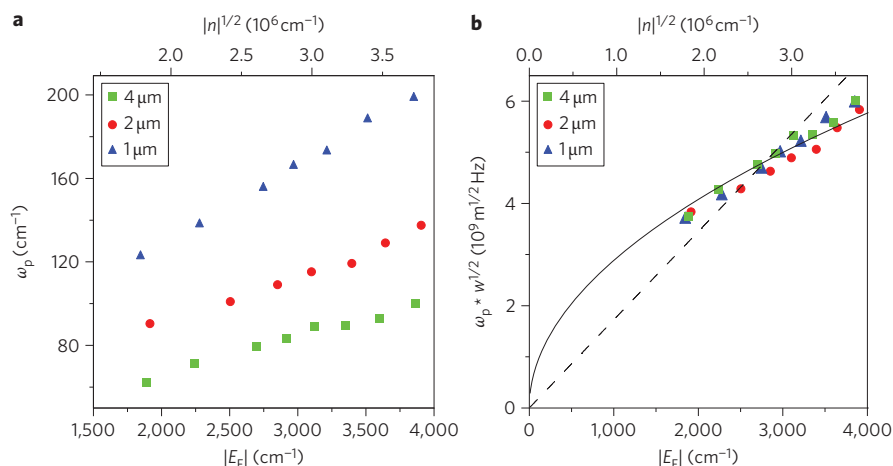 a
|n|^{1/2} (10^6 cm^{-1})
2.0 2.5 3.0 3.5
200
160
120
80
ω_p (cm^{-1})
4 μm
2 μm
1 μm
1,500 2,000 2,500 3,000 3,500 4,000
|E_F| (cm^{-1})
b
|n|^{1/2} (10^6 cm^{-1})
0.0 1.0 2.0 3.0
6
4
2
0
ω_p * w^{1/2} (10^9 m^{1/2} Hz)
4 μm
2 μm
1 μm
0 1,000 2,000 3,000 4,000
|E_F| (cm^{-1})